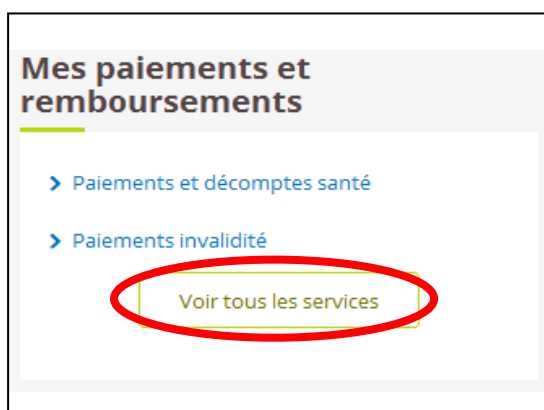 Mes paiements et
remboursements
Paiements et décomptes santé
Paiements invalidité
Voir tous les services